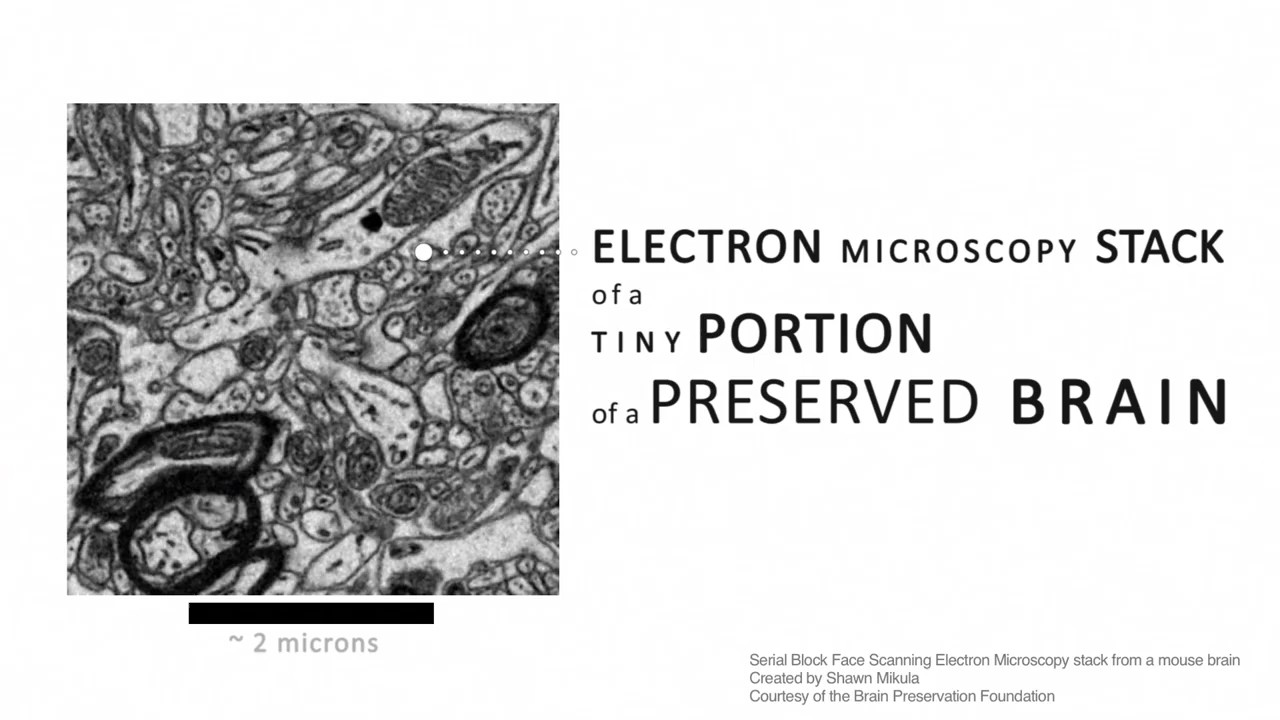 ELECTRON MICROSCOPY STACK
of a
TINY PORTION
of a PRESERVED BRAIN
~ 2 microns
Serial Block Face Scanning Electron Microscopy stack from a mouse brain
Created by Shawn Mikula
Courtesy of the Brain Preservation Foundation